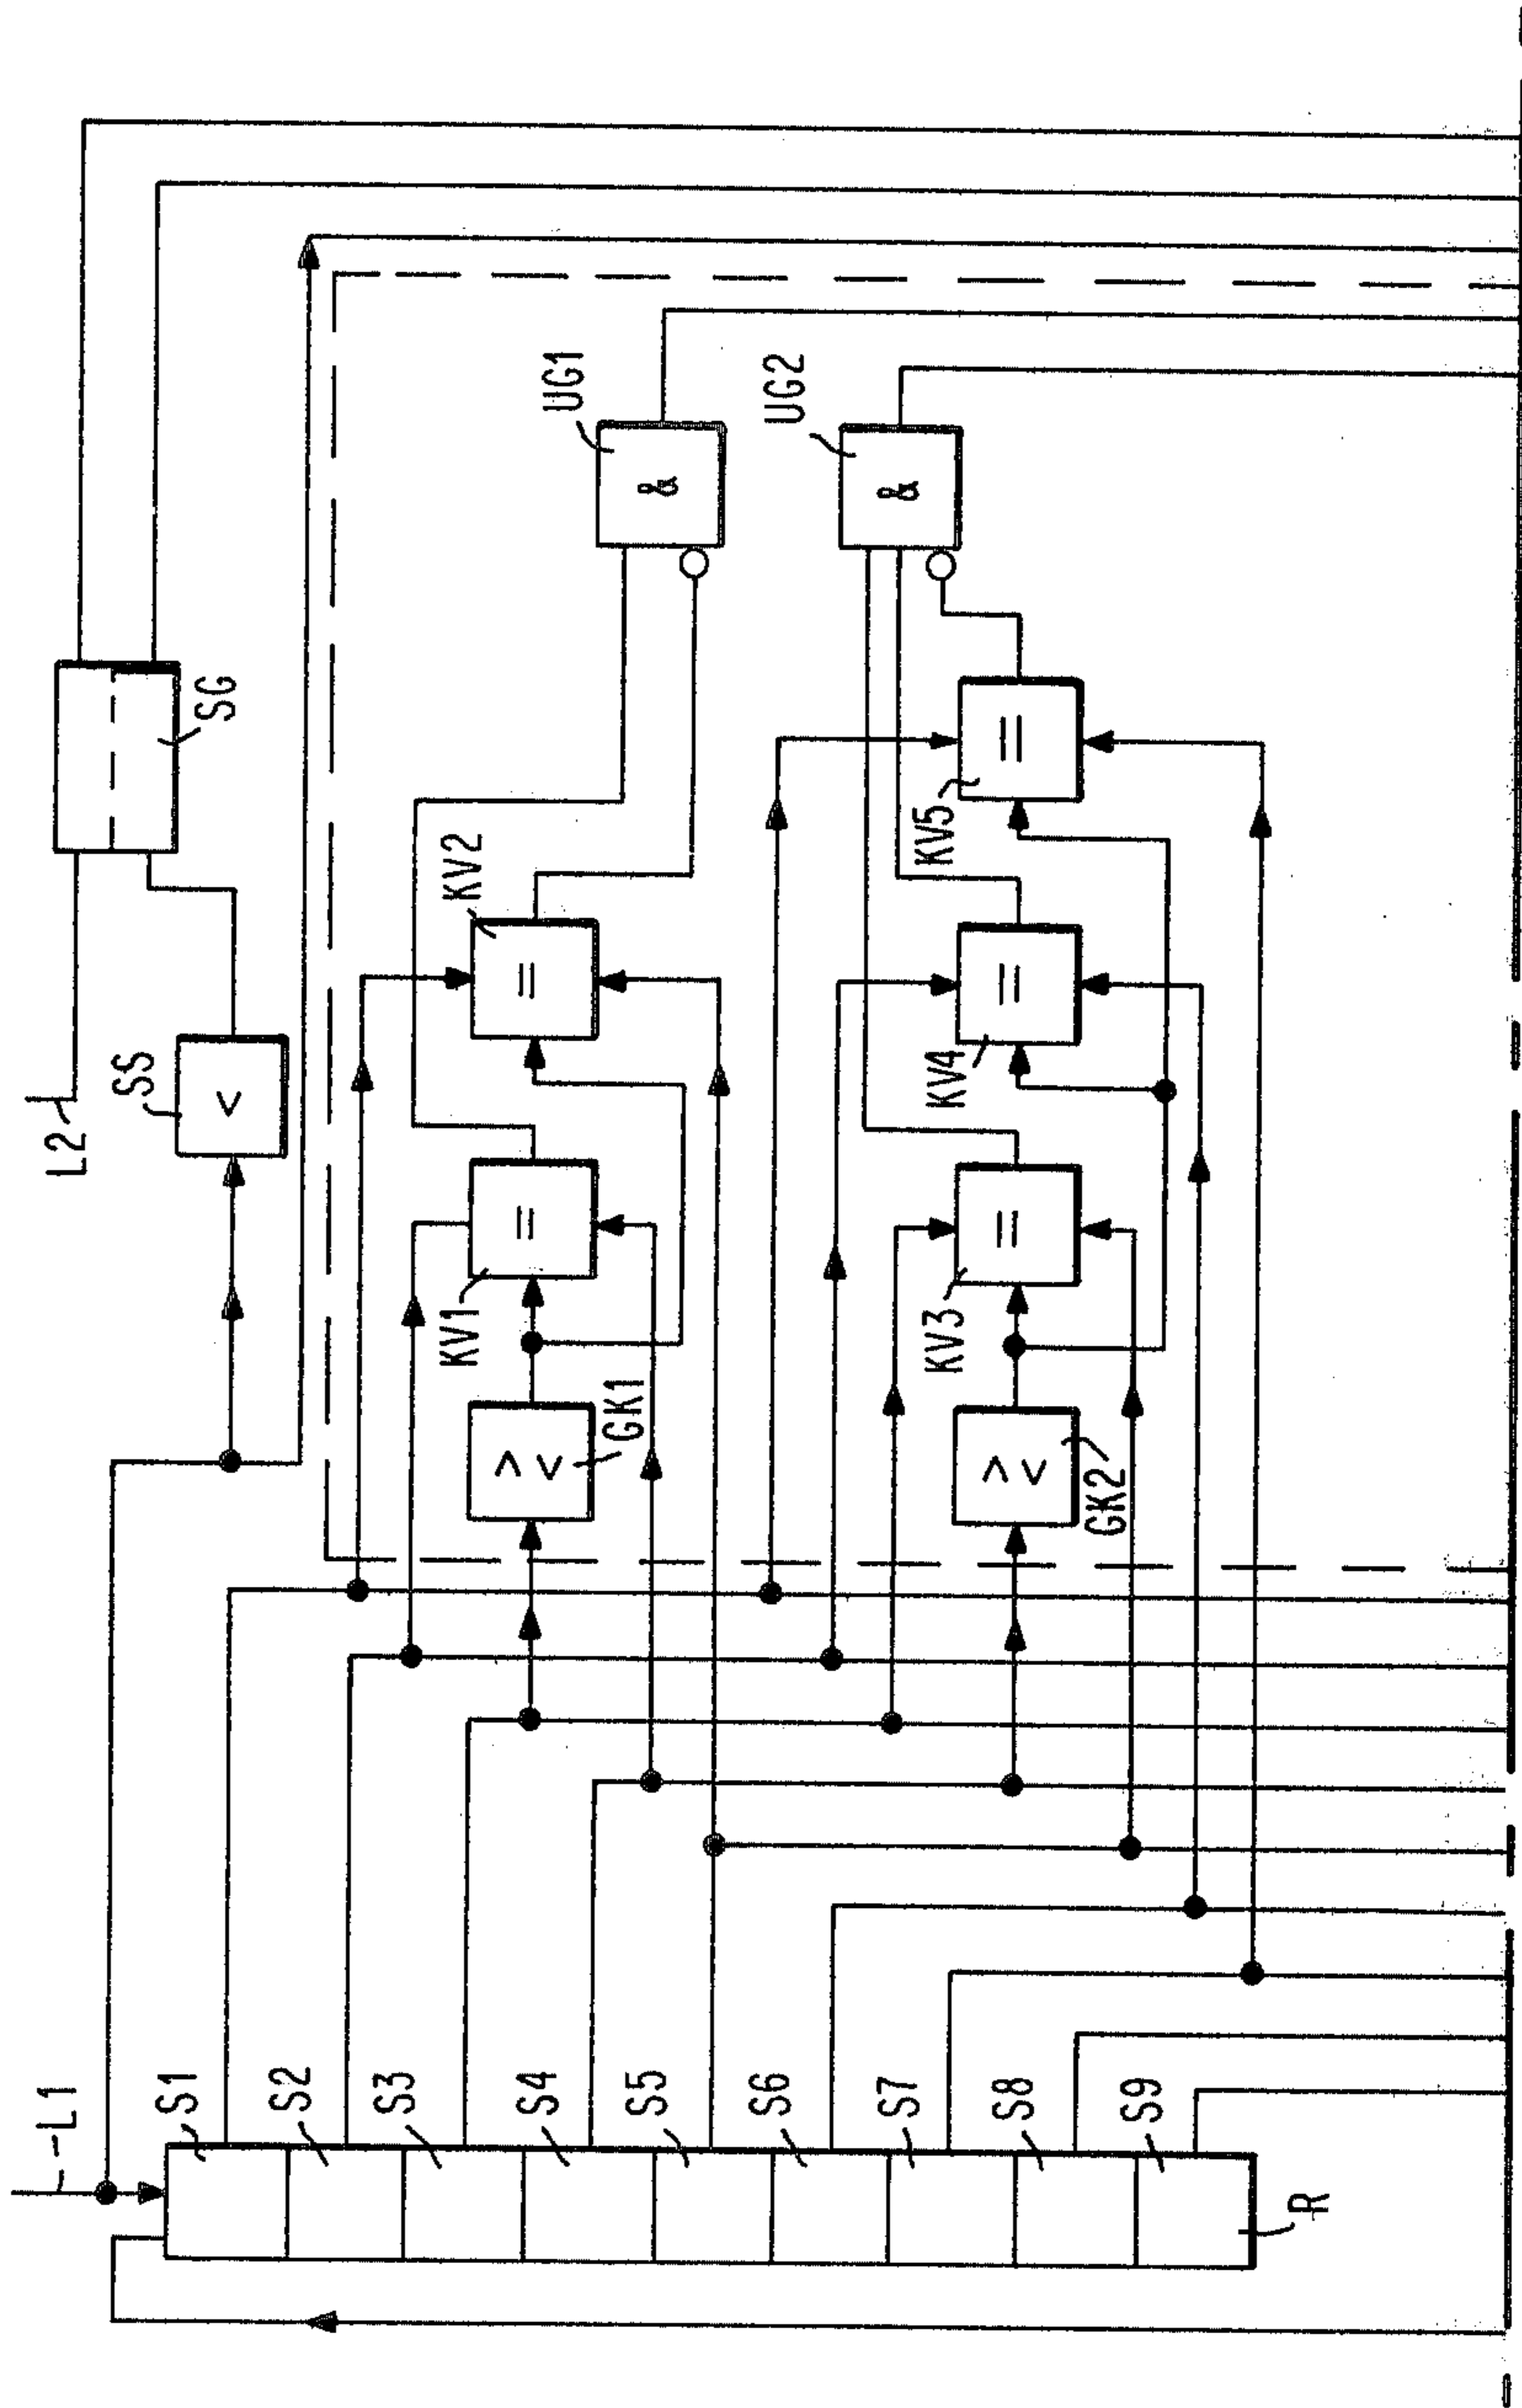 L1
S1
S2
S3
S4
S5
S6
S7
S8
S9
R
L2
SS
<
SG
GK1
> <
KV1
=
KV2
=
UG1
&
GK2
> <
KV3
=
KV4
=
KV5
=
UG2
&